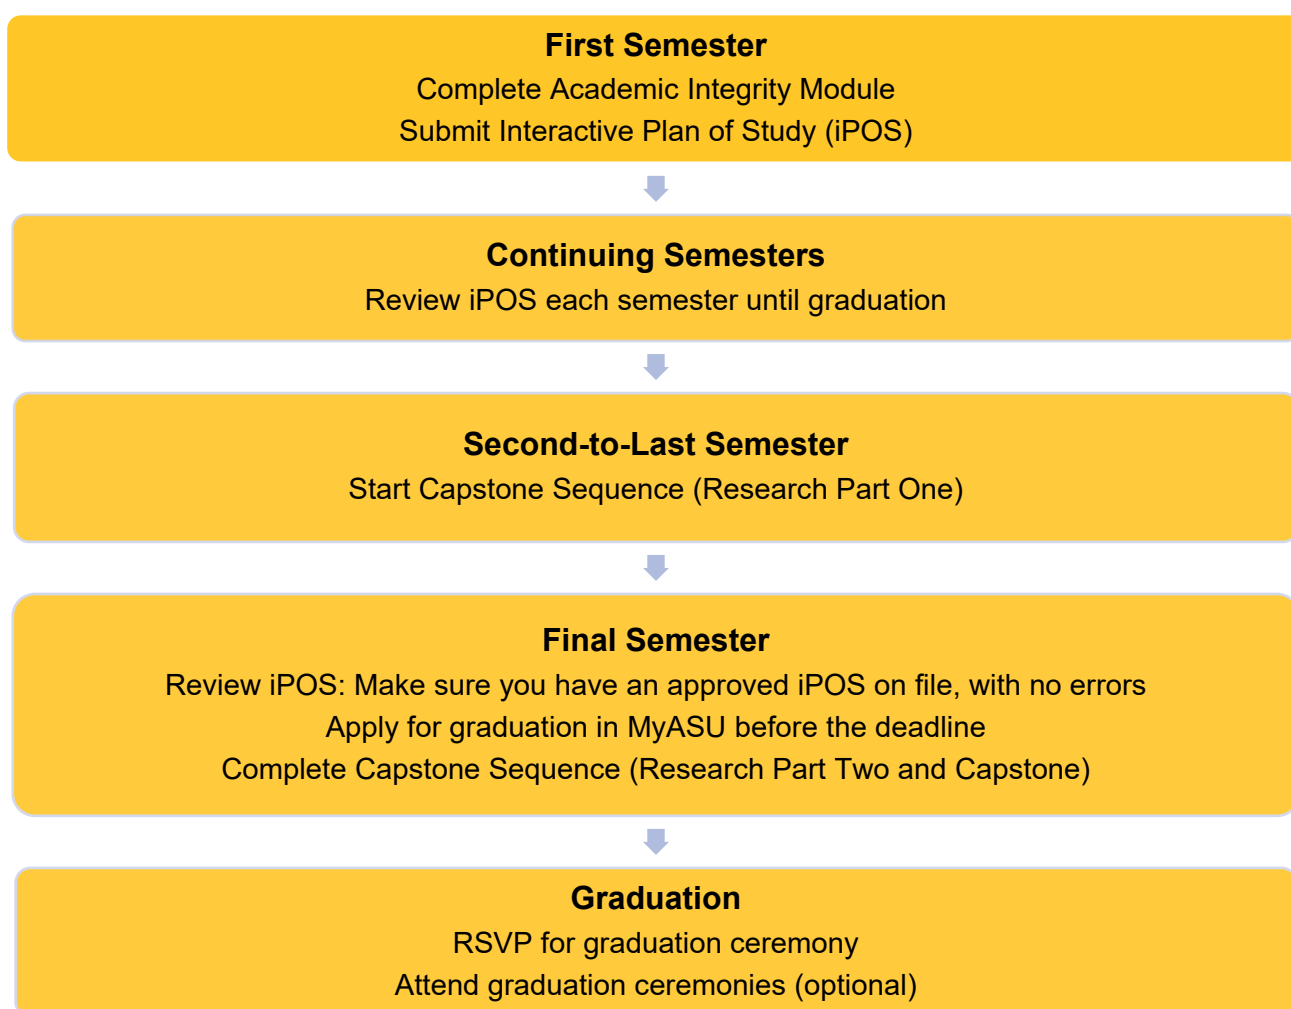 First Semester
Complete Academic Integrity Module
Submit Interactive Plan of Study (iPOS)
Continuing Semesters
Review iPOS each semester until graduation
Second-to-Last Semester
Start Capstone Sequence (Research Part One)
Final Semester
Review iPOS: Make sure you have an approved iPOS on file, with no errors
Apply for graduation in MyASU before the deadline
Complete Capstone Sequence (Research Part Two and Capstone)
Graduation
RSVP for graduation ceremony
Attend graduation ceremonies (optional)